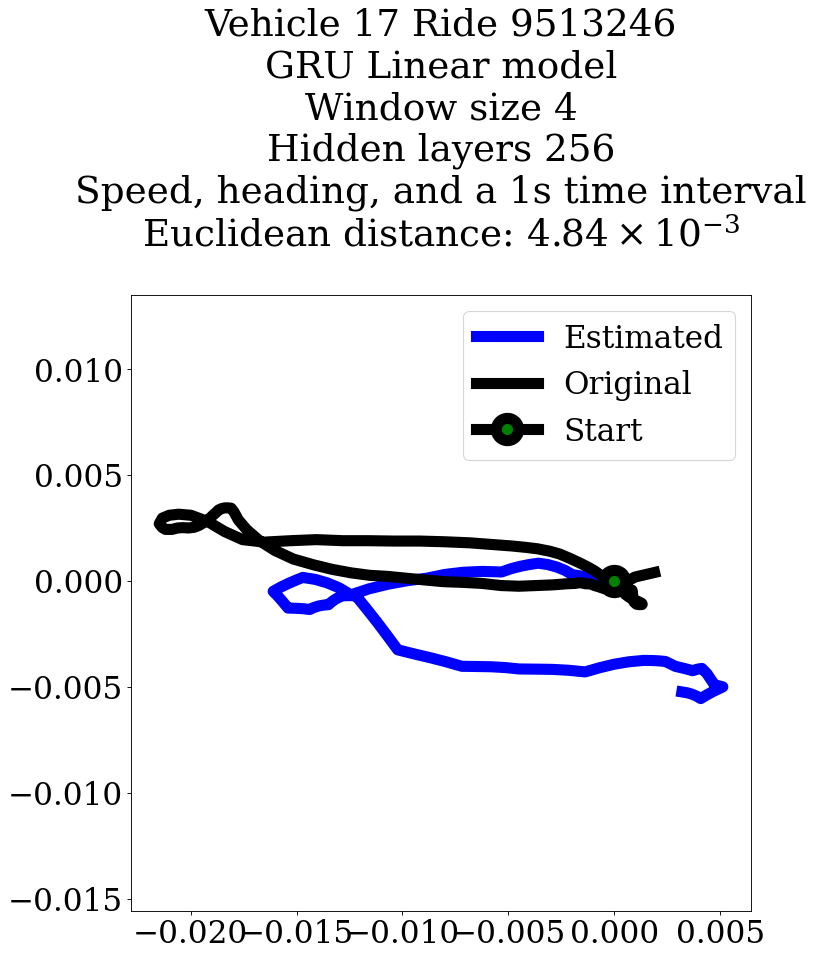 Vehicle 17 Ride 9513246
GRU Linear model
Window size 4
Hidden layers 256
Speed, heading, and a 1s time interval
Euclidean distance: 4.84 × 10⁻³
Estimated
Original
Start
0.010
0.005
0.000
−0.005
−0.010
−0.015
−0.020 −0.015 −0.010 −0.005 0.000 0.005